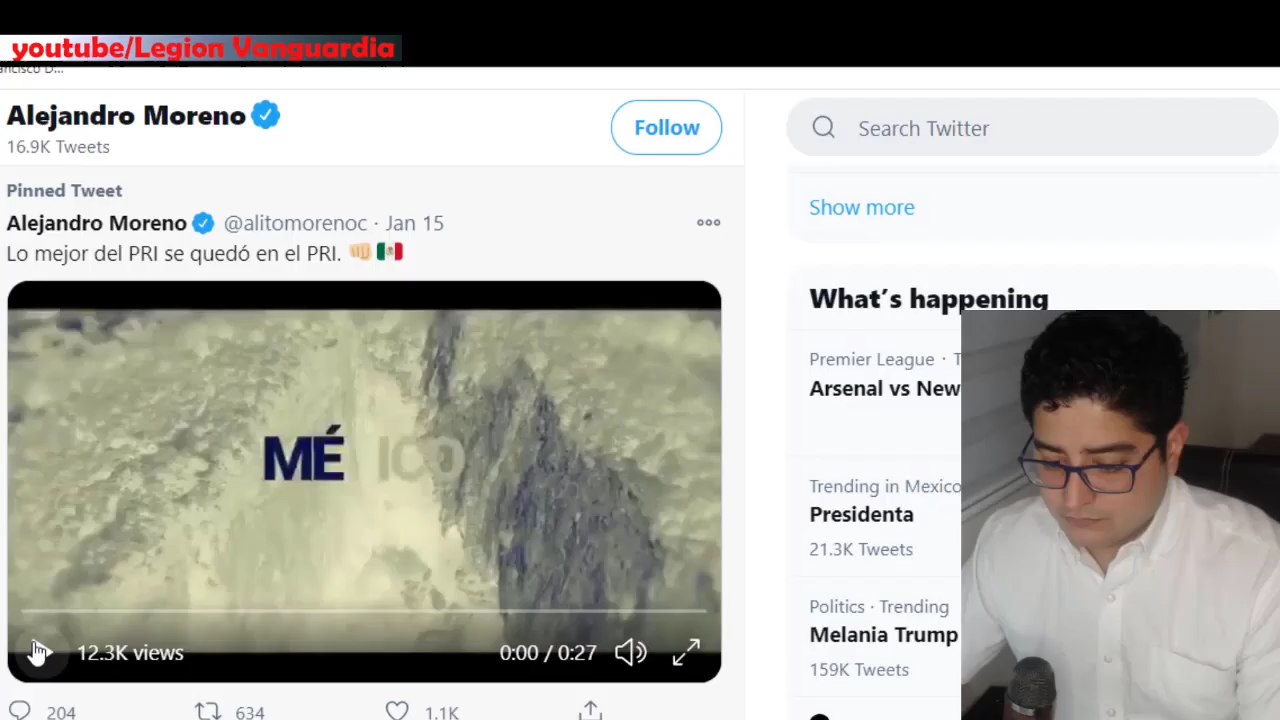 youtube/Legion Vanguardia
ancisco D...
Alejandro Moreno
16.9K Tweets
Follow
Search Twitter
Pinned Tweet
Alejandro Moreno @alitomorenoc · Jan 15
Lo mejor del PRI se quedó en el PRI.
Show more
What's happening
Premier League · T
Arsenal vs New
MÉ ICO
Trending in Mexico
Presidenta
21.3K Tweets
Politics · Trending
Melania Trump
159K Tweets
12.3K views
0:00 / 0:27
204
634
1.1K